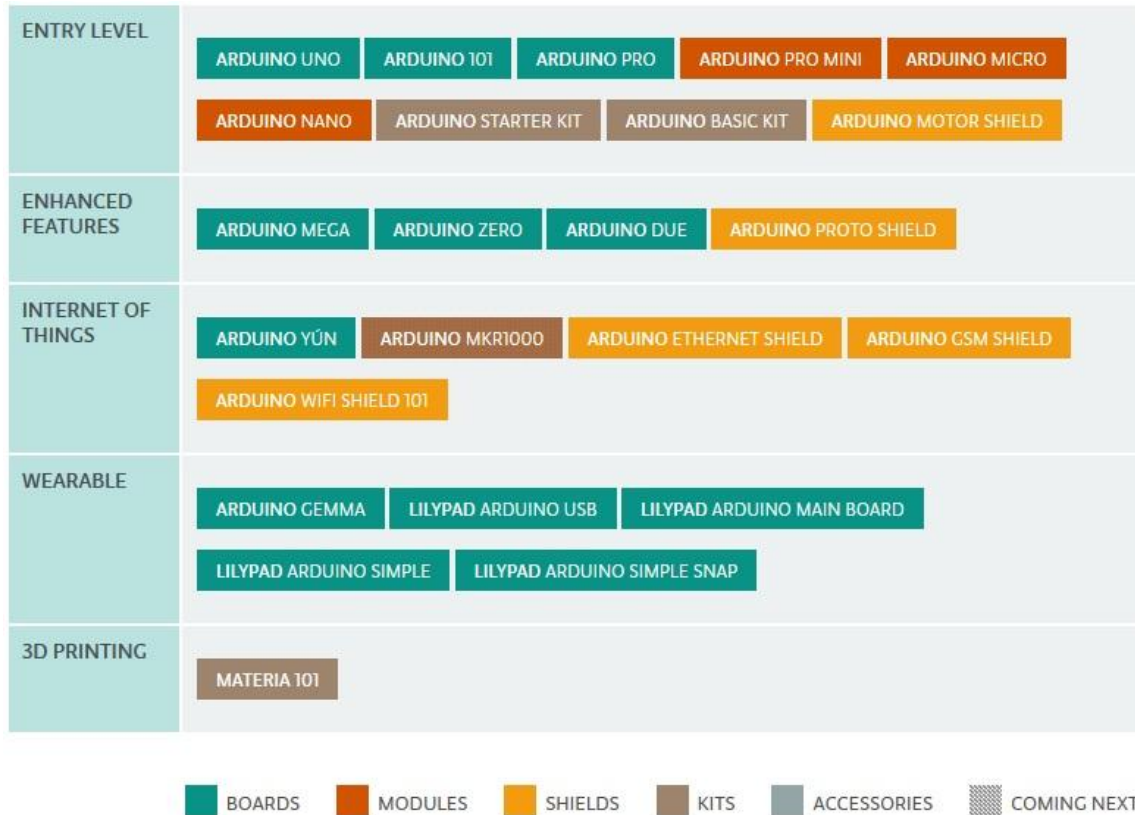 ENTRY LEVEL
ARDUINO UNO ARDUINO 101 ARDUINO PRO ARDUINO PRO MINI ARDUINO MICRO
ARDUINO NANO ARDUINO STARTER KIT ARDUINO BASIC KIT ARDUINO MOTOR SHIELD
ENHANCED
FEATURES
ARDUINO MEGA ARDUINO ZERO ARDUINO DUE ARDUINO PROTO SHIELD
INTERNET OF
THINGS
ARDUINO YÚN ARDUINO MKR1000 ARDUINO ETHERNET SHIELD ARDUINO GSM SHIELD
ARDUINO WIFI SHIELD 101
WEARABLE
ARDUINO GEMMA LILYPAD ARDUINO USB LILYPAD ARDUINO MAIN BOARD
LILYPAD ARDUINO SIMPLE LILYPAD ARDUINO SIMPLE SNAP
3D PRINTING
MATERIA 101
BOARDS MODULES SHIELDS KITS ACCESSORIES COMING NEXT